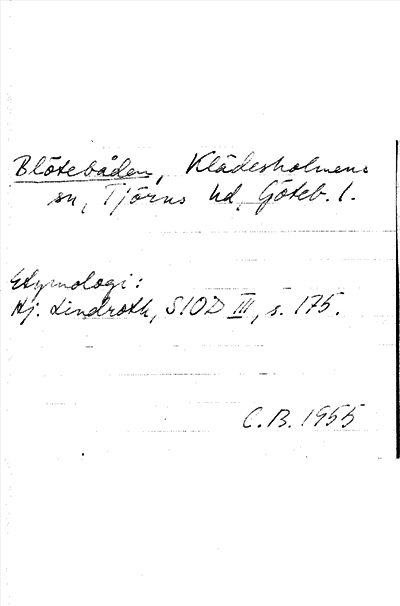 Blötebåden, Klädesholmens
sn, Tjörns hd, Göteb. l.
Etymologi:
Hj. Lindroth, SIOD III, s. 175.
C.B. 1955